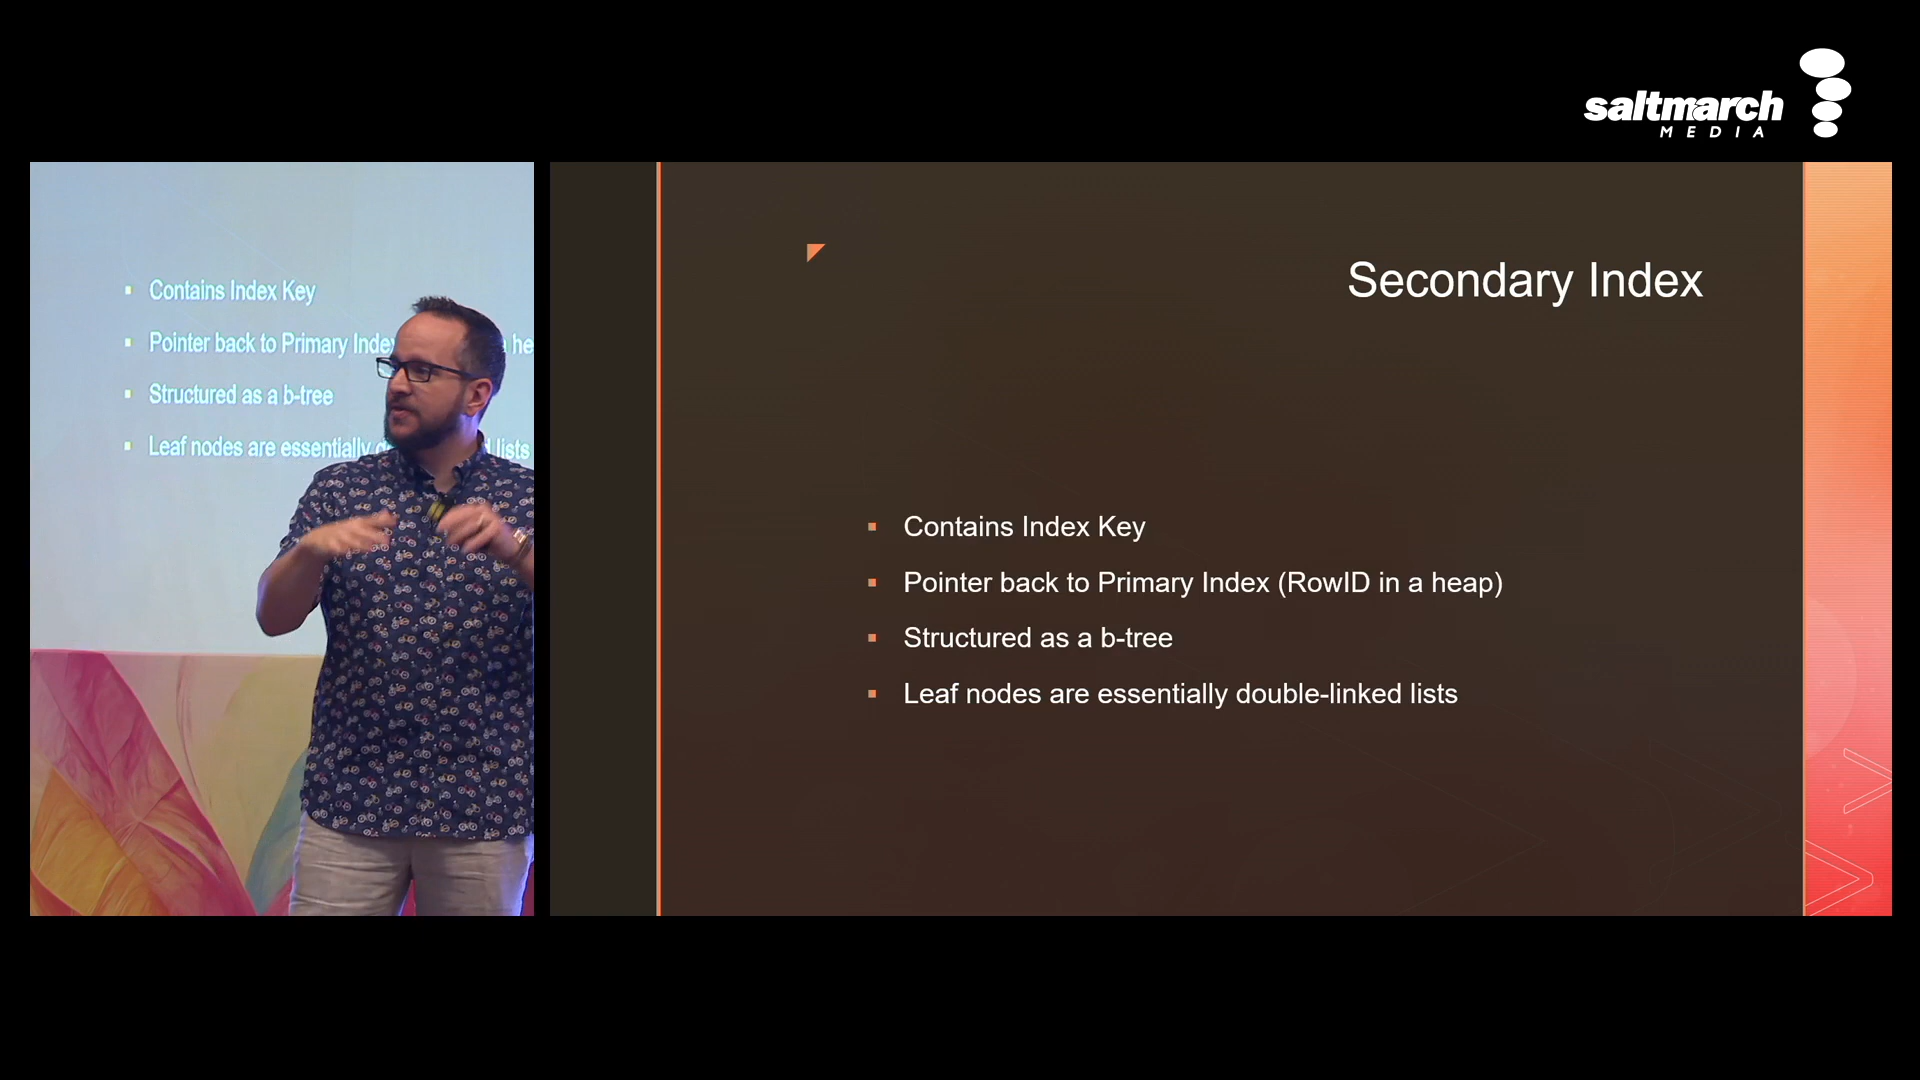 saltmarch
MEDIA
Contains Index Key
Pointer back to Primary Index he
Structured as a b-tree
Leaf nodes are essentially lists
Secondary Index
Contains Index Key
Pointer back to Primary Index (RowID in a heap)
Structured as a b-tree
Leaf nodes are essentially double-linked lists